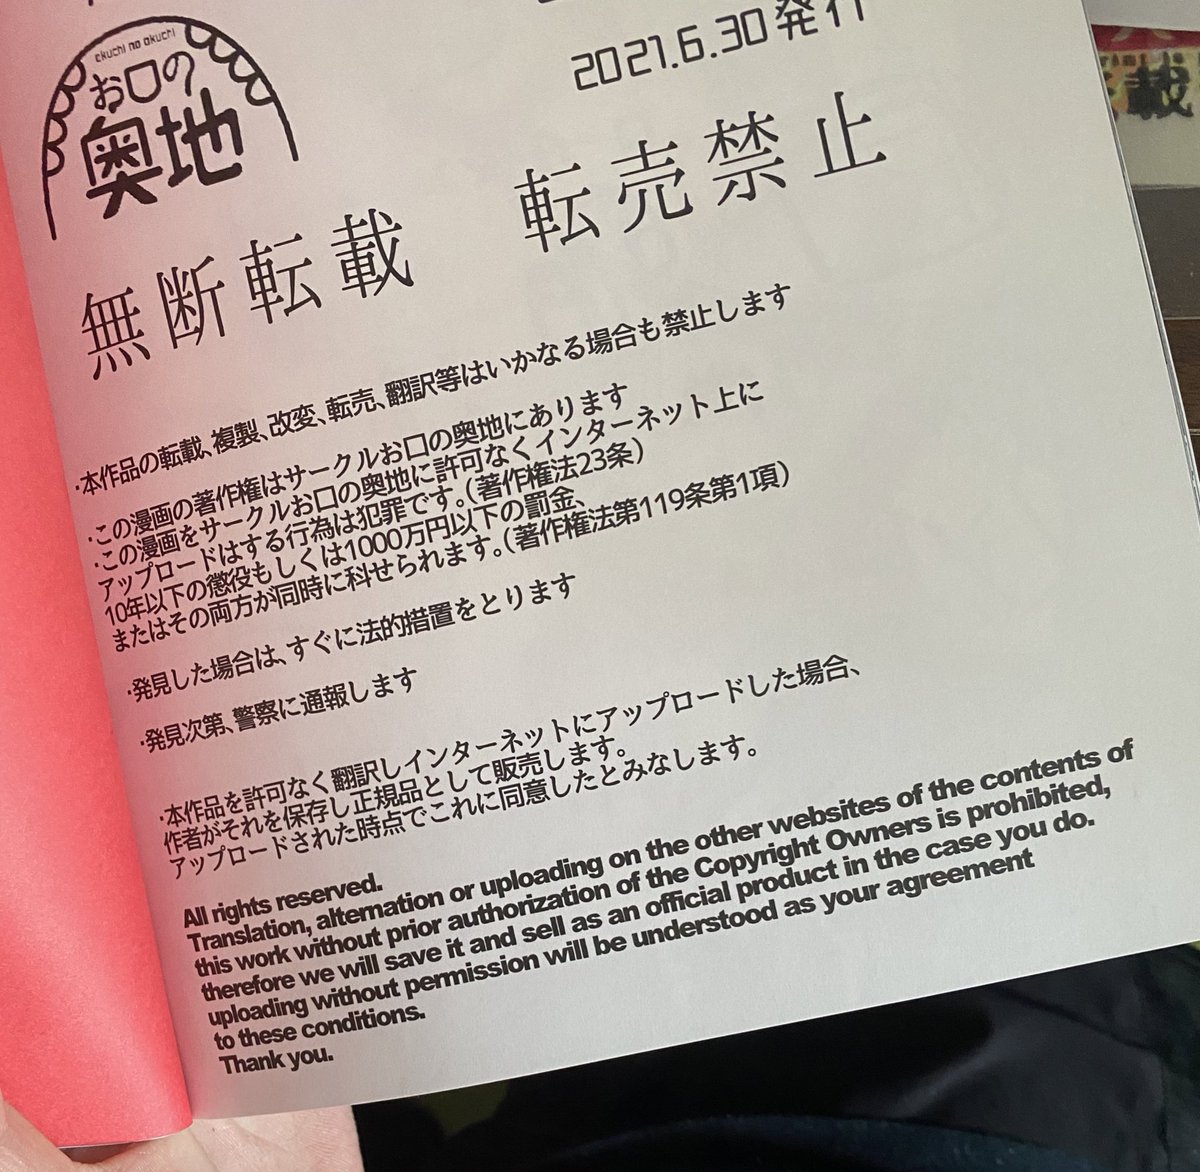 okuchi no okuchi
お口の
奥地
2021.6.30発行
無断転載　転売禁止
・本作品の転載、複製、改変、転売、翻訳等はいかなる場合も禁止します
・この漫画の著作権はサークルお口の奥地にあります
・この漫画をサークルお口の奥地に許可なくインターネット上に
アップロードはする行為は犯罪です。(著作権法23条)
10年以下の懲役もしくは1000万円以下の罰金、
またはその両方が同時に科せられます。(著作権法第119条第1項)
・発見した場合は、すぐに法的措置をとります
・発見次第、警察に通報します
・本作品を許可なく翻訳しインターネットにアップロードした場合、
作者がそれを保存し正規品として販売します。
アップロードされた時点でこれに同意したとみなします。
All rights reserved.
Translation, alternation or uploading on the other websites of the contents of
this work without prior authorization of the Copyright Owners is prohibited,
therefore we will save it and sell as an official product in the case you do.
uploading without permission will be understood as your agreement
to these conditions.
Thank you.
載